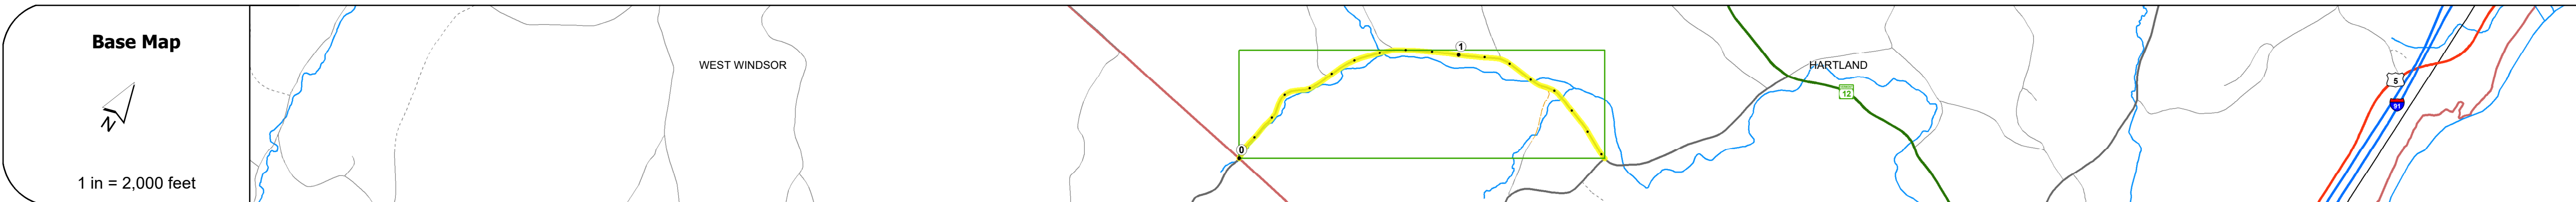 Base Map
N
1 in = 2,000 feet
WEST WINDSOR
0
1
HARTLAND
12
5
91